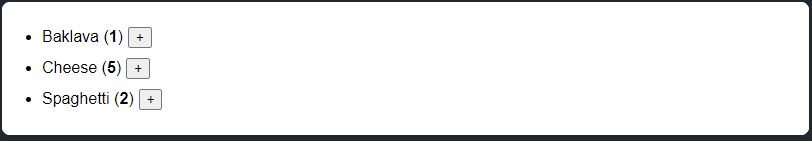 Baklava (1) +
Cheese (5) +
Spaghetti (2) +